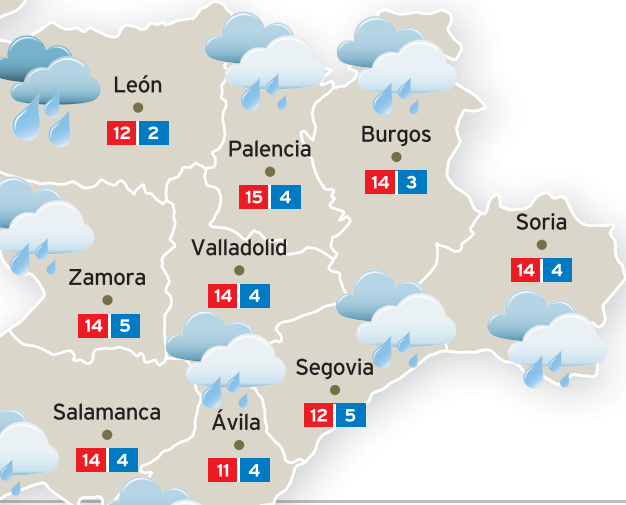 León
12 2
Palencia
15 4
Burgos
14 3
Soria
14 4
Valladolid
14 4
Zamora
14 5
Segovia
12 5
Salamanca
14 4
Ávila
11 4